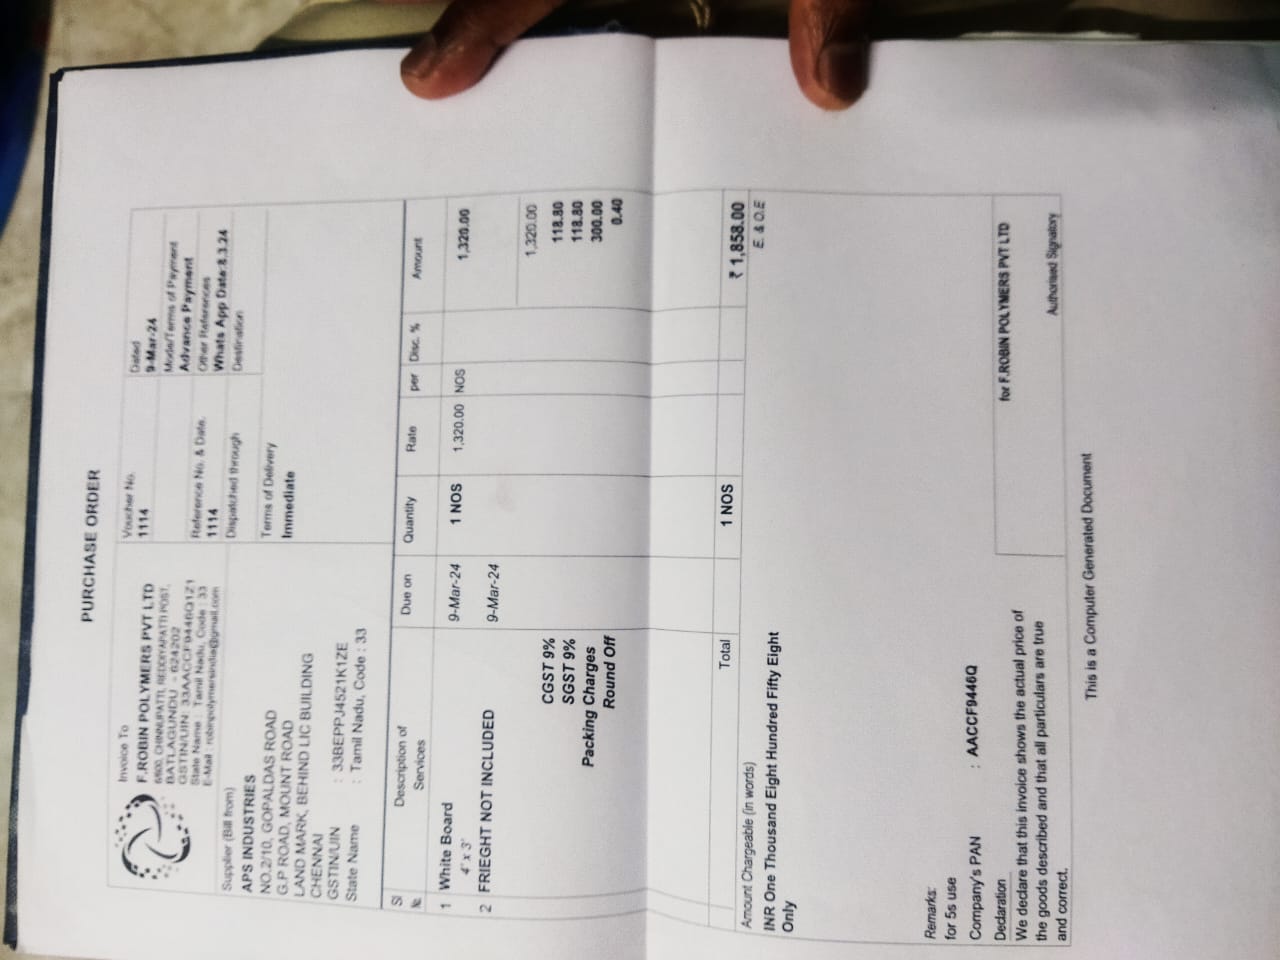 PURCHASE ORDER
Invoice To
F.ROBIN POLYMERS PVT LTD
6/600, CHINNUPATTI, REDDIYAPATTI POST,
BATLAGUNDU - 624202
GSTIN/UIN: 33AACCF9446Q1Z1
State Name : Tamil Nadu, Code : 33
E-Mail : robinpolymersindia@gmail.com
Voucher No.
1114
Dated
9-Mar-24
Mode/Terms of Payment
Advance Payment
Reference No. & Date.
1114
Other References
Whats App Date:8.3.24
Dispatched through
Destination
Terms of Delivery
Immediate
Supplier (Bill from)
APS INDUSTRIES
NO.2/10, GOPALDAS ROAD
G.P ROAD, MOUNT ROAD
LAND MARK, BEHIND LIC BUILDING
CHENNAI
GSTIN/UIN : 33BEPPJ4521K1ZE
State Name : Tamil Nadu, Code : 33
Sl No. Description of Services Due on Quantity Rate per Disc. % Amount
1 White Board 9-Mar-24 1 NOS 1,320.00 NOS 1,320.00
4' x 3'
2 FRIEGHT NOT INCLUDED 9-Mar-24
1,320.00
CGST 9% 118.80
SGST 9% 118.80
Packing Charges 300.00
Round Off 0.40
Total 1 NOS ₹ 1,858.00
Amount Chargeable (in words) E. & O.E
INR One Thousand Eight Hundred Fifty Eight
Only
Remarks:
for 5s use
Company's PAN : AACCF9446Q
Declaration
We declare that this invoice shows the actual price of
the goods described and that all particulars are true
and correct.
for F.ROBIN POLYMERS PVT LTD
Authorised Signatory
This is a Computer Generated Document